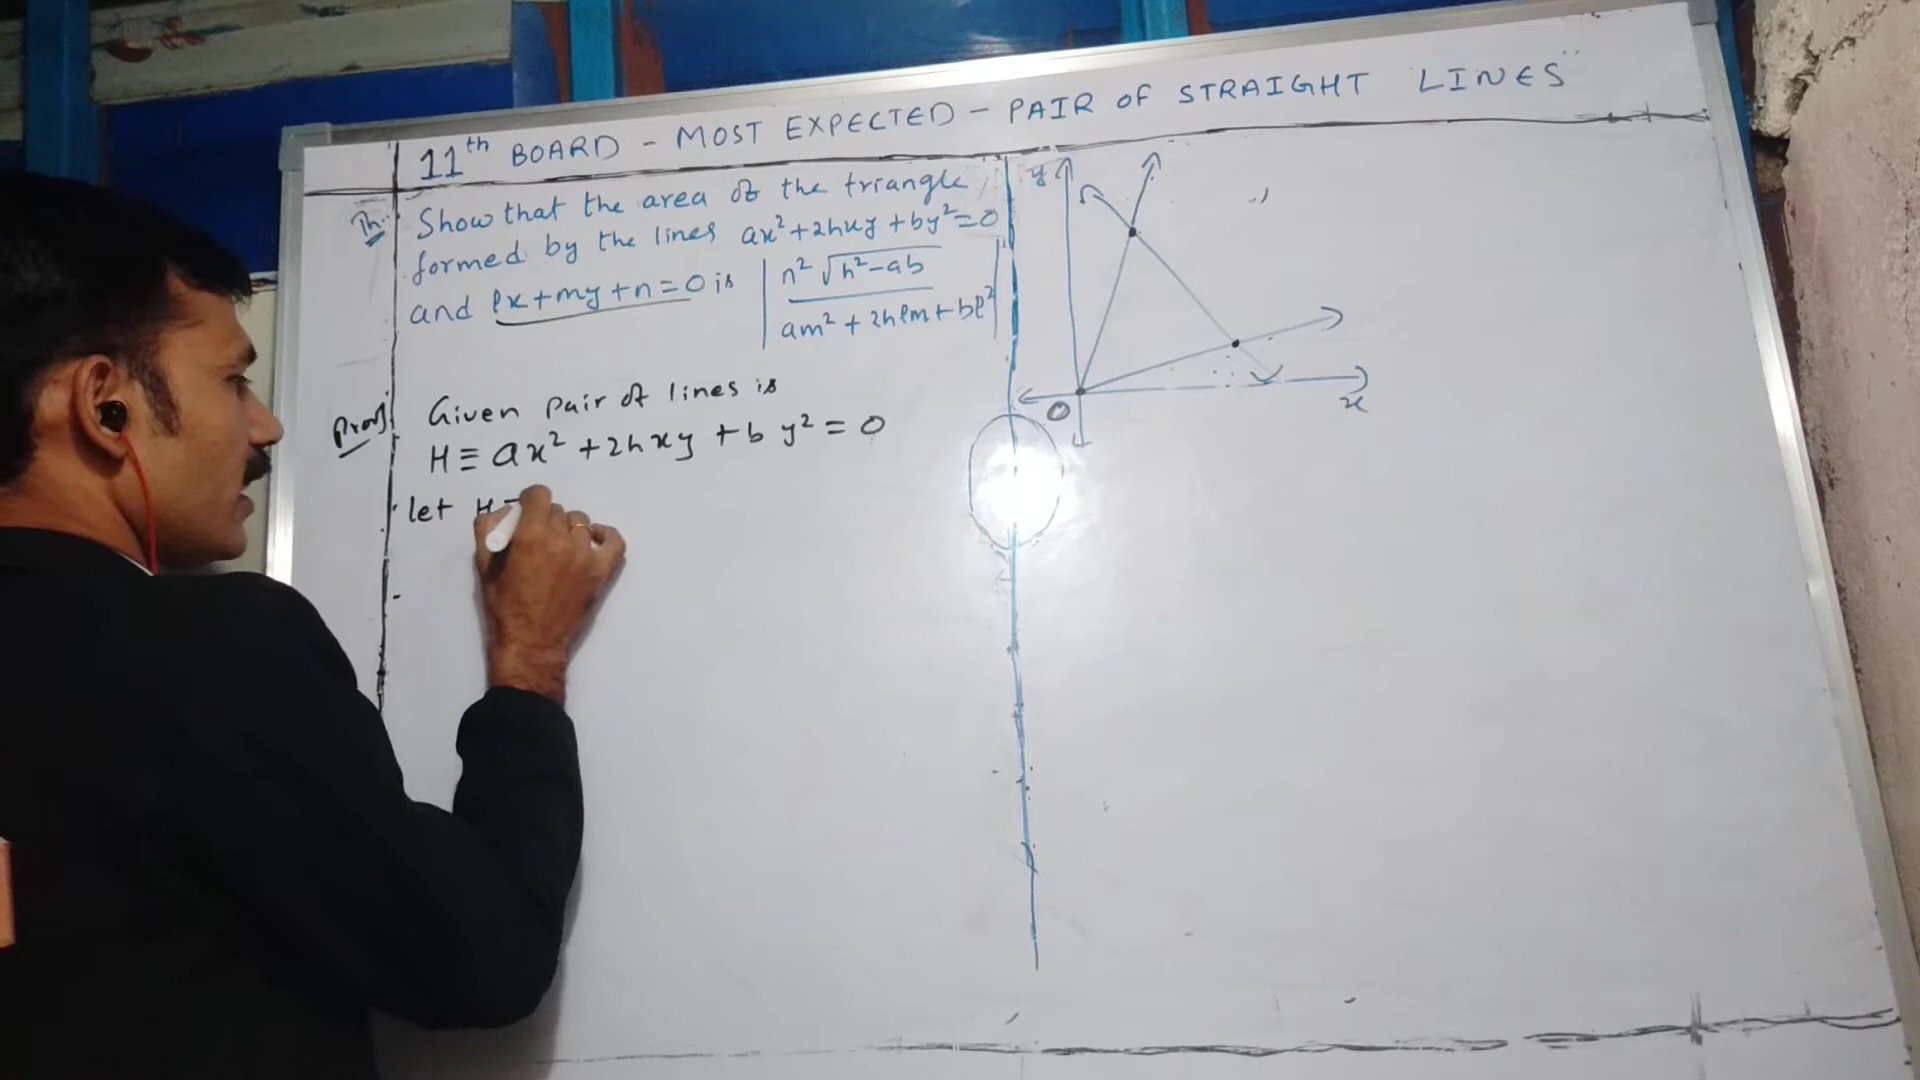 11th BOARD - MOST EXPECTED - PAIR OF STRAIGHT LINES"
Th: Show that the area of the triangle
formed by the lines ax²+2hxy+by²=0
and lx+my+n=0 is | n²√h²-ab / am²+2hlm+bl² |
Proof Given pair of lines is
H≡ ax²+2hxy+by²=0
let H
y
O
x